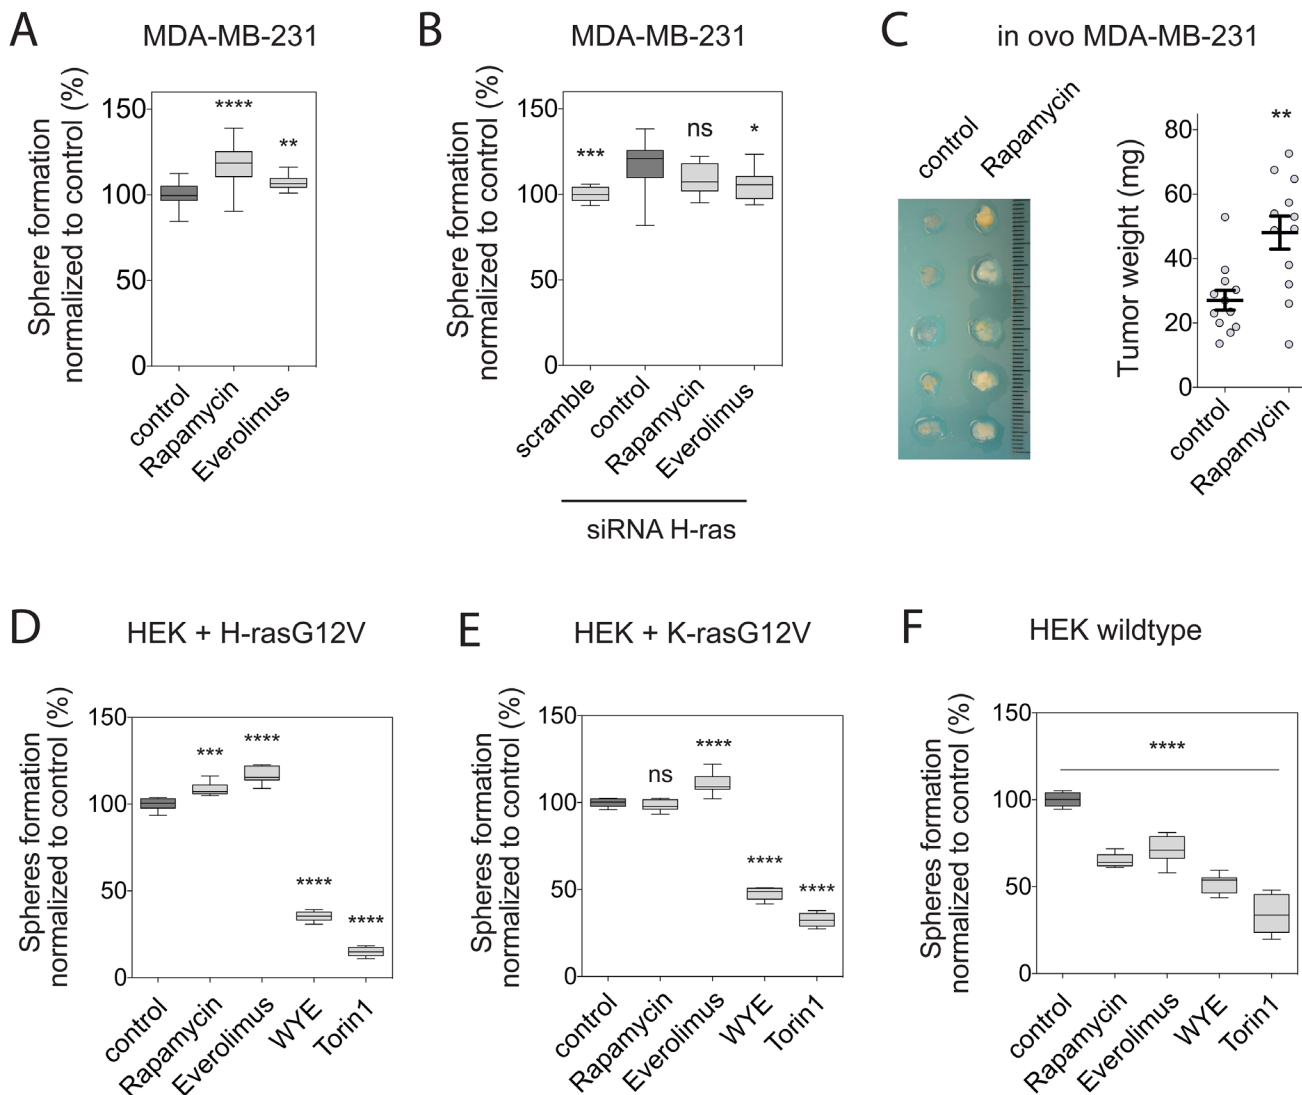 A
MDA-MB-231
Sphere formation
normalized to control (%)
150
100
50
0
****
**
control
Rapamycin
Everolimus
B
MDA-MB-231
Sphere formation
normalized to control (%)
150
100
50
0
***
ns
*
scramble
control
Rapamycin
Everolimus
siRNA H-ras
C
in ovo MDA-MB-231
control
Rapamycin
Tumor weight (mg)
80
60
40
20
0
**
control
Rapamycin
D
HEK + H-rasG12V
Spheres formation
normalized to control (%)
150
100
50
0
***
****
****
****
control
Rapamycin
Everolimus
WYE
Torin1
E
HEK + K-rasG12V
Spheres formation
normalized to control (%)
150
100
50
0
ns
****
****
****
control
Rapamycin
Everolimus
WYE
Torin1
F
HEK wildtype
Spheres formation
normalized to control (%)
150
100
50
0
****
control
Rapamycin
Everolimus
WYE
Torin1